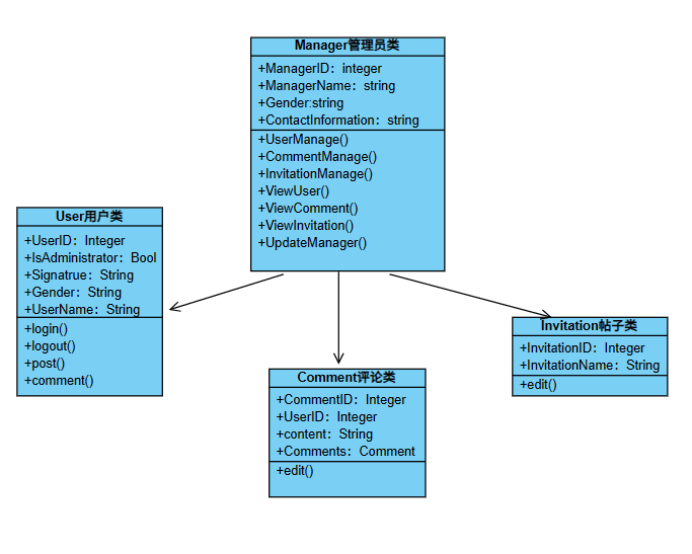 Manager管理员类
+ManagerID：integer
+ManagerName：string
+Gender:string
+ContactInformation：string
+UserManage()
+CommentManage()
+InvitationManage()
+ViewUser()
+ViewComment()
+ViewInvitation()
+UpdateManager()
User用户类
+UserID：Integer
+IsAdministrator：Bool
+Signatrue：String
+Gender：String
+UserName：String
+login()
+logout()
+post()
+comment()
Comment评论类
+CommentID：Integer
+UserID：Integer
+content：String
+Comments：Comment
+edit()
Invitation帖子类
+InvitationID：Integer
+InvitationName：String
+edit()